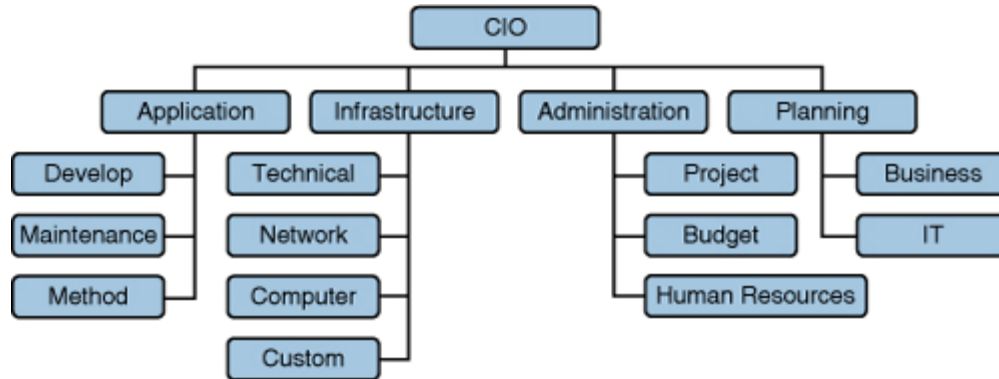 CIO
Application
Infrastructure
Administration
Planning
Develop
Technical
Project
Business
Maintenance
Network
Budget
IT
Method
Computer
Human Resources
Custom